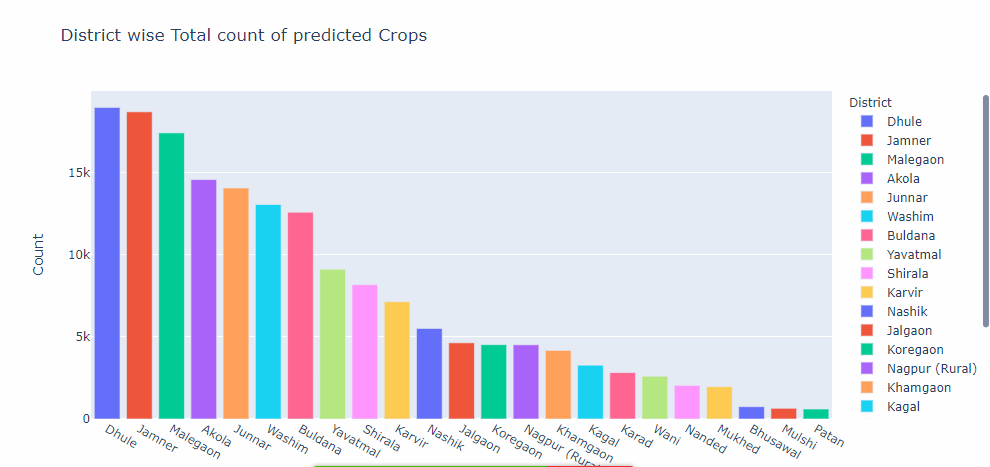 District wise Total count of predicted Crops
Count
15k
10k
5k
0
Dhule
Jamner
Malegaon
Akola
Junnar
Washim
Buldana
Yavatmal
Shirala
Karvir
Nashik
Jalgaon
Koregaon
Nagpur (Rural)
Khamgaon
Kagal
Karad
Wani
Nanded
Mukhed
Bhusawal
Mulshi
Patan
District
Dhule
Jamner
Malegaon
Akola
Junnar
Washim
Buldana
Yavatmal
Shirala
Karvir
Nashik
Jalgaon
Koregaon
Nagpur (Rural)
Khamgaon
Kagal